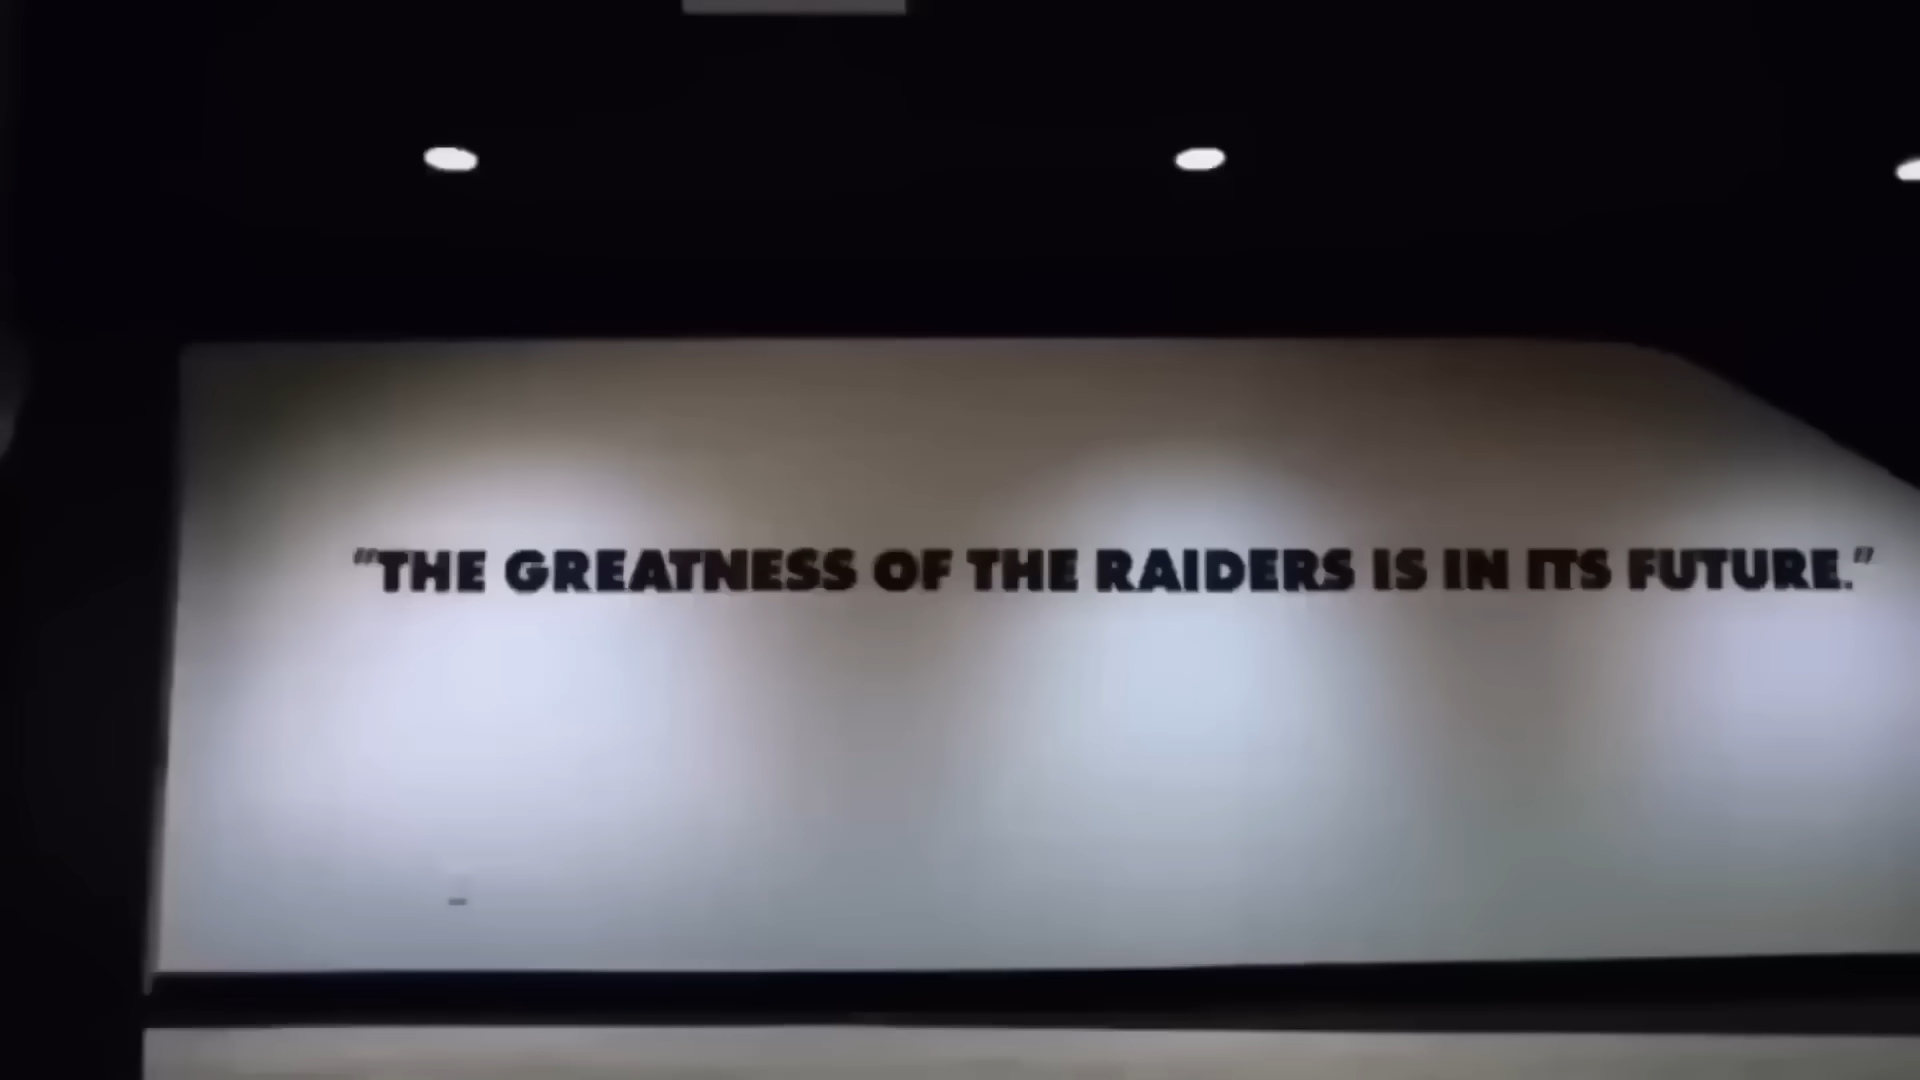 "THE GREATNESS OF THE RAIDERS IS IN ITS FUTURE."